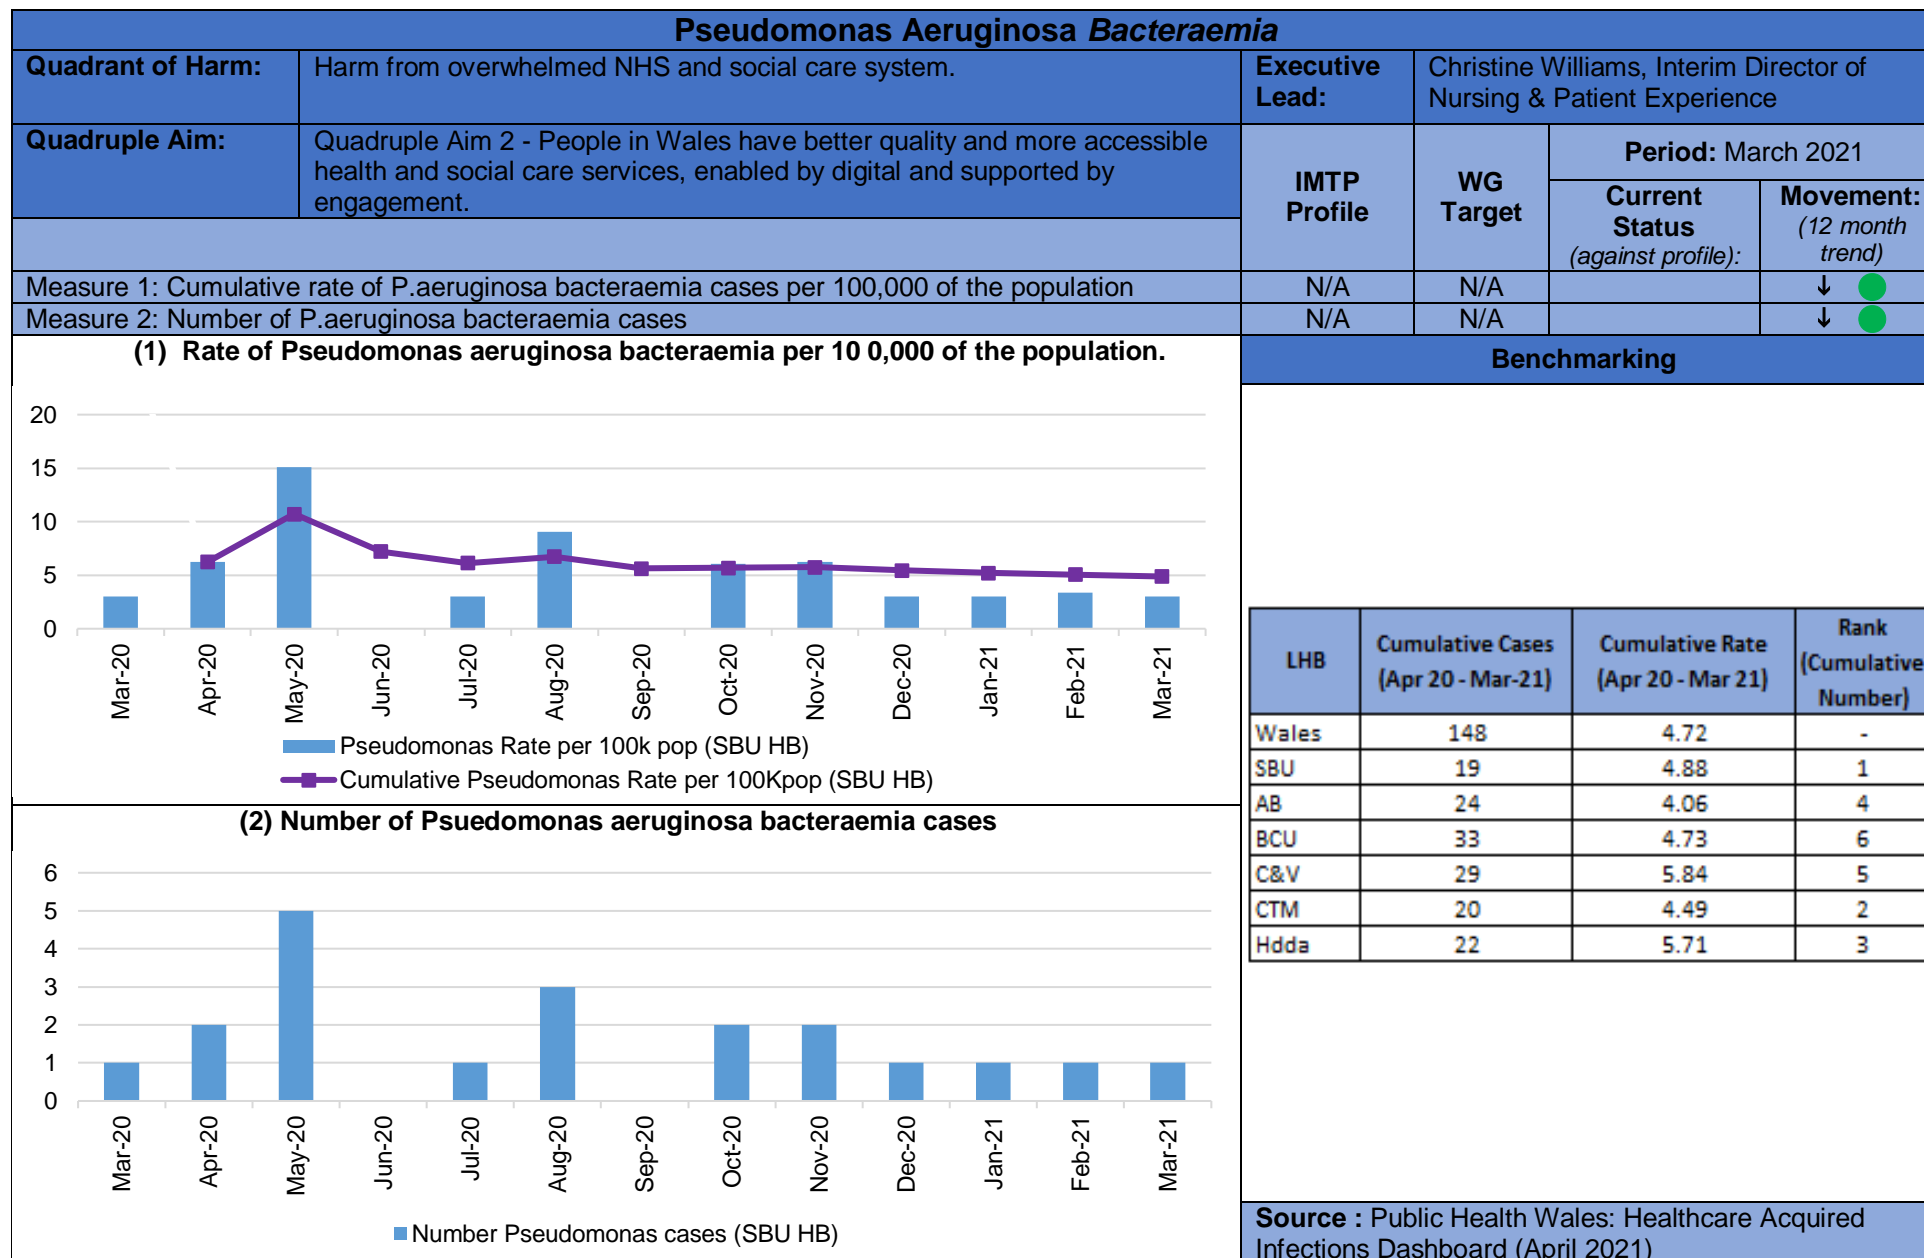 Pseudomonas Aeruginosa Bacteraemia
Quadrant of Harm:
Harm from overwhelmed NHS and social care system.
Executive
Lead:
Christine Williams, Interim Director of
Nursing & Patient Experience
Quadruple Aim:
Quadruple Aim 2 - People in Wales have better quality and more accessible
health and social care services, enabled by digital and supported by
engagement.
IMTP
Profile
WG
Target
Period: March 2021
Current
Status
(against profile):
Movement:
(12 month
trend)
Measure 1: Cumulative rate of P.aeruginosa bacteraemia cases per 100,000 of the population N/A N/A ↓
Measure 2: Number of P.aeruginosa bacteraemia cases N/A N/A ↓
(1) Rate of Pseudomonas aeruginosa bacteraemia per 10 0,000 of the population.
20
15
10
5
0
Mar-20 Apr-20 May-20 Jun-20 Jul-20 Aug-20 Sep-20 Oct-20 Nov-20 Dec-20 Jan-21 Feb-21 Mar-21
Pseudomonas Rate per 100k pop (SBU HB)
Cumulative Pseudomonas Rate per 100Kpop (SBU HB)
(2) Number of Psuedomonas aeruginosa bacteraemia cases
6
5
4
3
2
1
0
Mar-20 Apr-20 May-20 Jun-20 Jul-20 Aug-20 Sep-20 Oct-20 Nov-20 Dec-20 Jan-21 Feb-21 Mar-21
Number Pseudomonas cases (SBU HB)
Benchmarking
LHB
Cumulative Cases
(Apr 20 - Mar-21)
Cumulative Rate
(Apr 20 - Mar 21)
Rank
(Cumulative
Number)
Wales 148 4.72 -
SBU 19 4.88 1
AB 24 4.06 4
BCU 33 4.73 6
C&V 29 5.84 5
CTM 20 4.49 2
Hdda 22 5.71 3
Source : Public Health Wales: Healthcare Acquired
Infections Dashboard (April 2021)